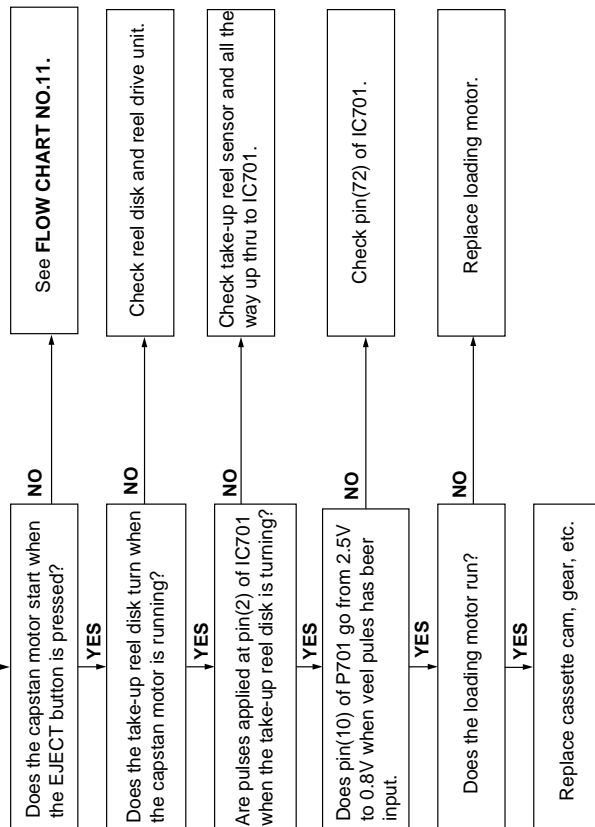 Does the capstan motor start when
the EJECT button is pressed?
NO
See FLOW CHART NO.11.
YES
Does the take-up reel disk turn when
the capstan motor is running?
NO
Check reel disk and reel drive unit.
YES
Are pulses applied at pin(2) of IC701
when the take-up reel disk is turning?
NO
Check take-up reel sensor and all the
way up thru to IC701.
YES
Does pin(10) of P701 go from 2.5V
to 0.8V when veel pules has beer
input.
NO
Check pin(72) of IC701.
YES
Does the loading motor run?
NO
Replace loading motor.
YES
Replace cassette cam, gear, etc.